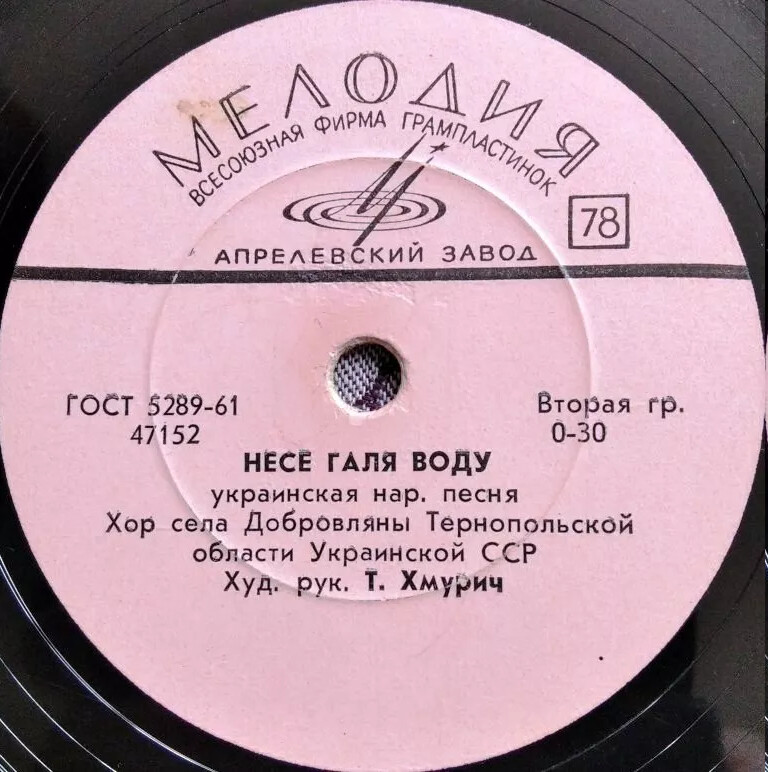 МЕЛОДИЯ
ВСЕСОЮЗНАЯ ФИРМА ГРАМПЛАСТИНОК
78
АПРЕЛЕВСКИЙ ЗАВОД
ГОСТ 5289-61
47152
Вторая гр.
0-30
НЕСЕ ГАЛЯ ВОДУ
украинская нар. песня
Хор села Добровляны Тернопольской
области Украинской ССР
Худ. рук. Т. Хмурич